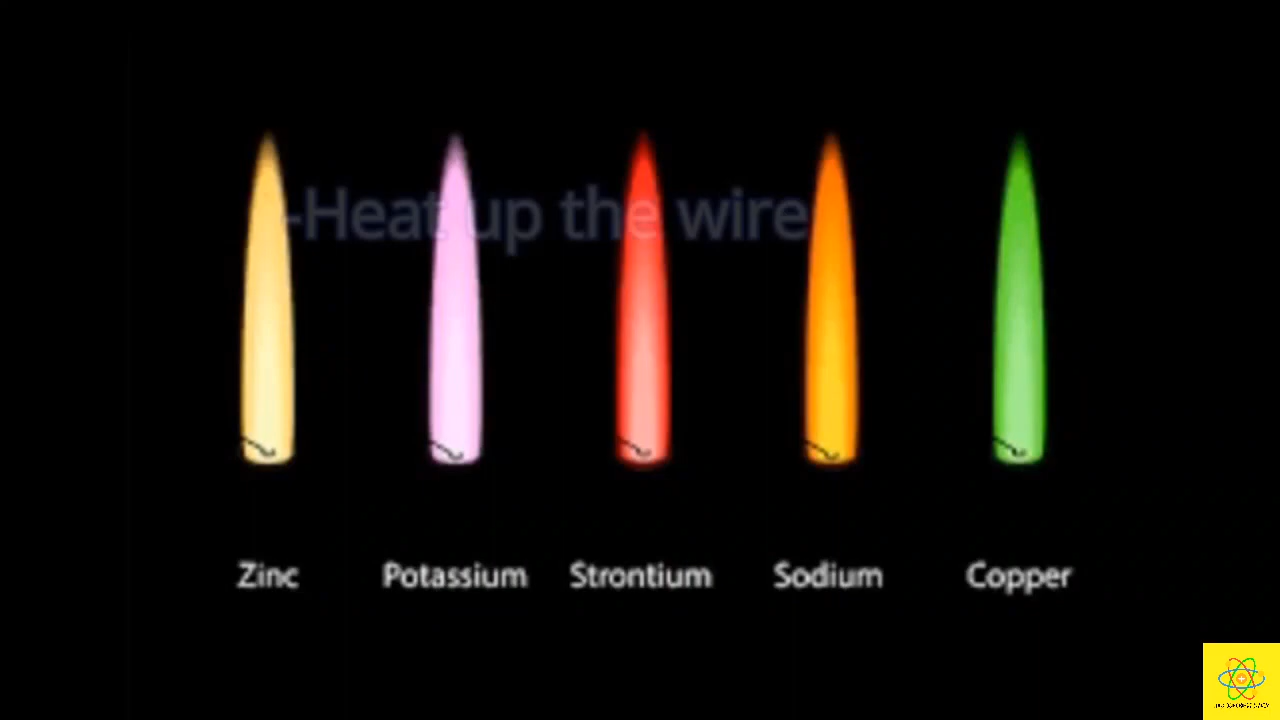 -Heat up the wire
Zinc Potassium Strontium Sodium Copper